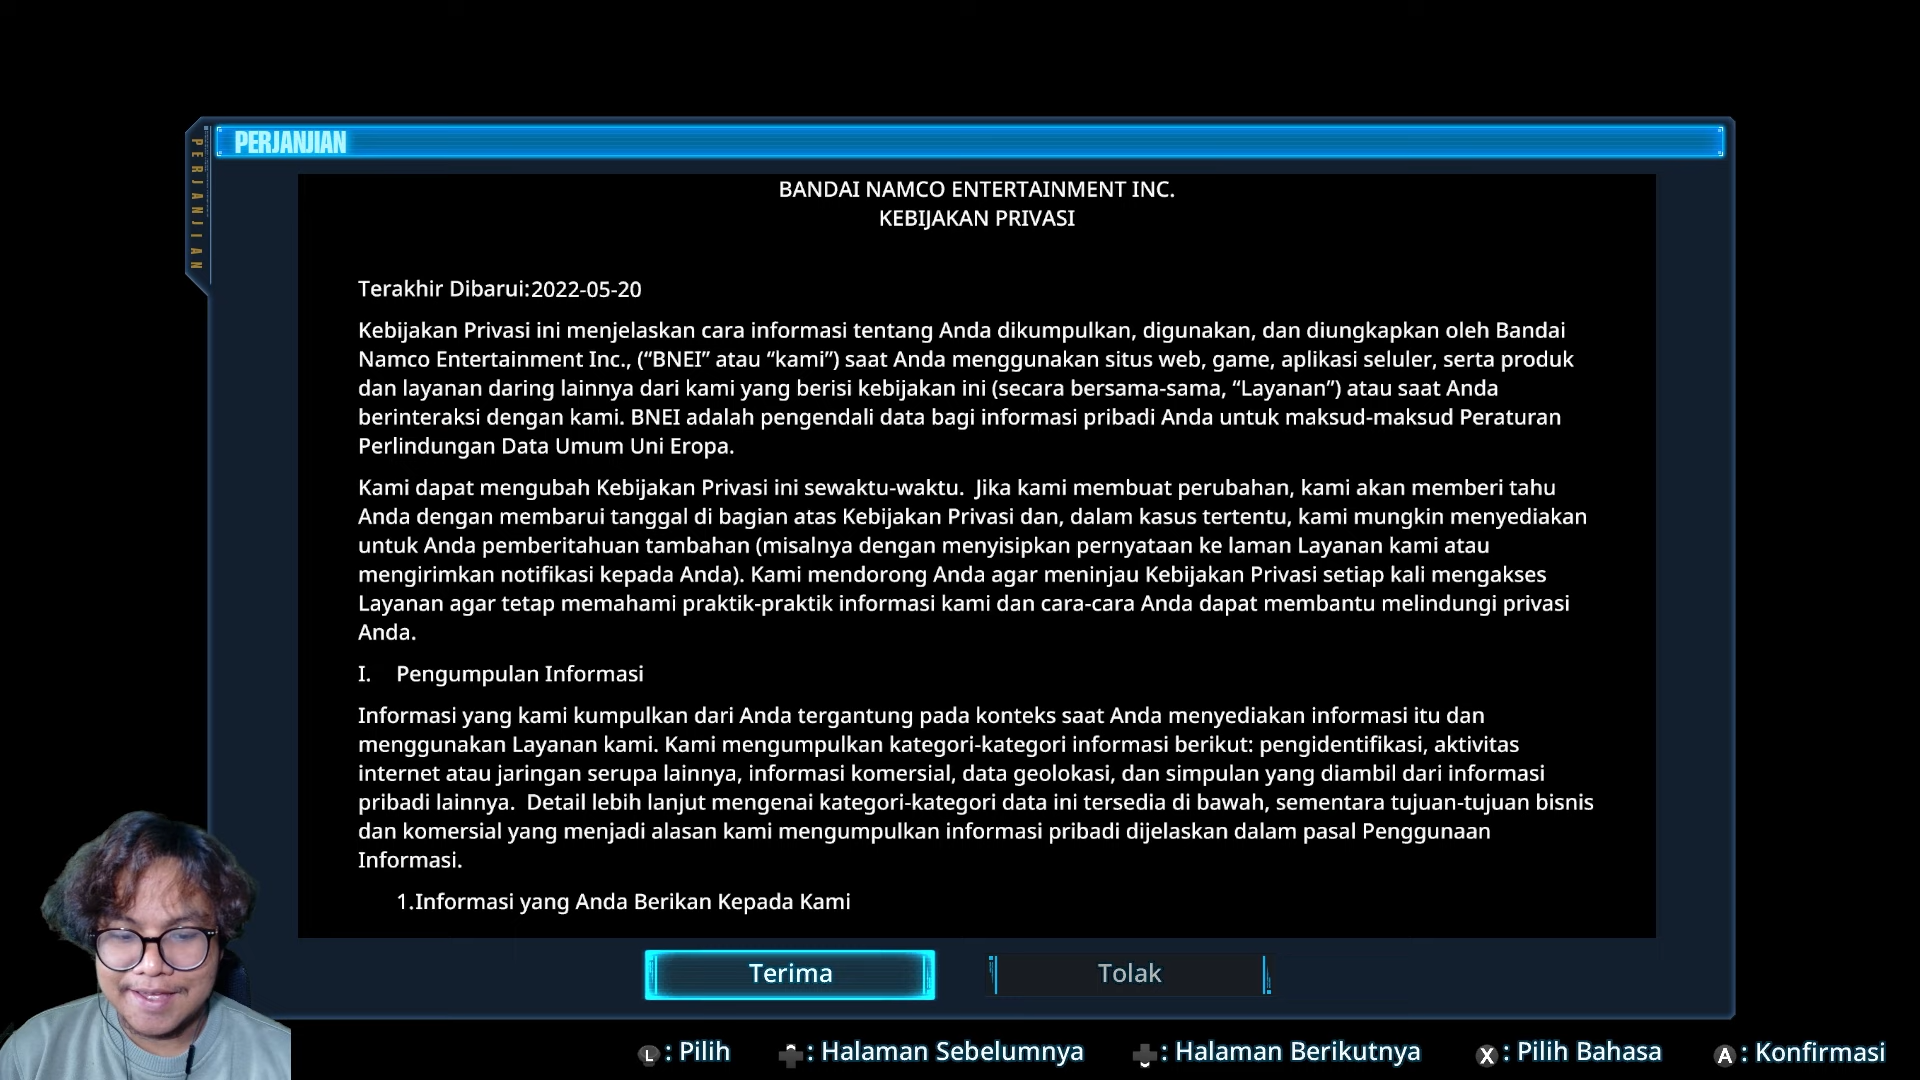 PERJANJIAN
PERJANJIAN
BANDAI NAMCO ENTERTAINMENT INC.
KEBIJAKAN PRIVASI
Terakhir Dibarui:2022-05-20
Kebijakan Privasi ini menjelaskan cara informasi tentang Anda dikumpulkan, digunakan, dan diungkapkan oleh Bandai
Namco Entertainment Inc., (“BNEI” atau “kami”) saat Anda menggunakan situs web, game, aplikasi seluler, serta produk
dan layanan daring lainnya dari kami yang berisi kebijakan ini (secara bersama-sama, “Layanan”) atau saat Anda
berinteraksi dengan kami. BNEI adalah pengendali data bagi informasi pribadi Anda untuk maksud-maksud Peraturan
Perlindungan Data Umum Uni Eropa.
Kami dapat mengubah Kebijakan Privasi ini sewaktu-waktu.  Jika kami membuat perubahan, kami akan memberi tahu
Anda dengan membarui tanggal di bagian atas Kebijakan Privasi dan, dalam kasus tertentu, kami mungkin menyediakan
untuk Anda pemberitahuan tambahan (misalnya dengan menyisipkan pernyataan ke laman Layanan kami atau
mengirimkan notifikasi kepada Anda). Kami mendorong Anda agar meninjau Kebijakan Privasi setiap kali mengakses
Layanan agar tetap memahami praktik-praktik informasi kami dan cara-cara Anda dapat membantu melindungi privasi
Anda.
I. Pengumpulan Informasi
Informasi yang kami kumpulkan dari Anda tergantung pada konteks saat Anda menyediakan informasi itu dan
menggunakan Layanan kami. Kami mengumpulkan kategori-kategori informasi berikut: pengidentifikasi, aktivitas
internet atau jaringan serupa lainnya, informasi komersial, data geolokasi, dan simpulan yang diambil dari informasi
pribadi lainnya.  Detail lebih lanjut mengenai kategori-kategori data ini tersedia di bawah, sementara tujuan-tujuan bisnis
dan komersial yang menjadi alasan kami mengumpulkan informasi pribadi dijelaskan dalam pasal Penggunaan
Informasi.
1.Informasi yang Anda Berikan Kepada Kami
Terima
Tolak
L : Pilih
: Halaman Sebelumnya
: Halaman Berikutnya
X : Pilih Bahasa
A : Konfirmasi